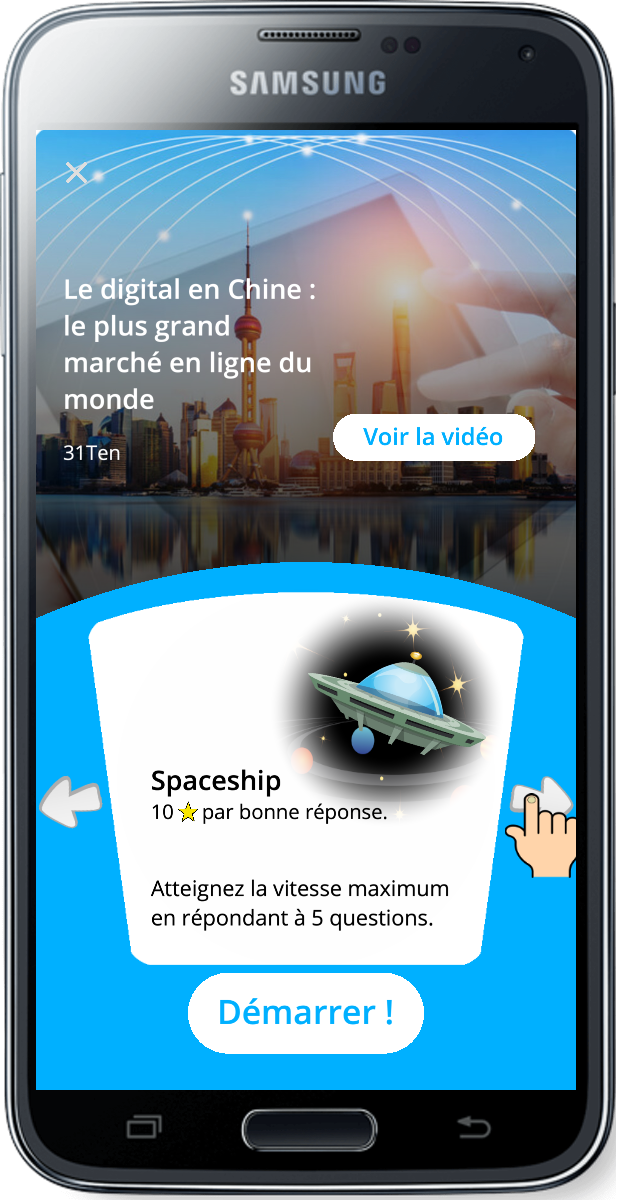 SAMSUNG
Le digital en Chine :
le plus grand
marché en ligne du
monde
31Ten
Voir la vidéo
Spaceship
10 par bonne réponse.
Atteignez la vitesse maximum
en répondant à 5 questions.
Démarrer !